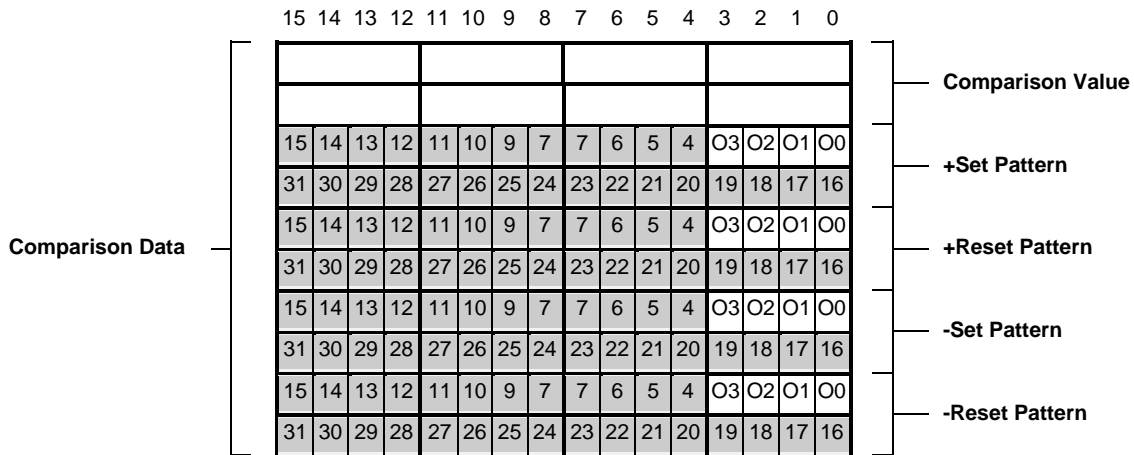 15 14 13 12 11 10 9 8 7 6 5 4 3 2 1 0
Comparison Value
15 14 13 12 11 10 9 7 7 6 5 4 O3 O2 O1 O0
+Set Pattern
31 30 29 28 27 26 25 24 23 22 21 20 19 18 17 16
15 14 13 12 11 10 9 7 7 6 5 4 O3 O2 O1 O0
Comparison Data
+Reset Pattern
31 30 29 28 27 26 25 24 23 22 21 20 19 18 17 16
15 14 13 12 11 10 9 7 7 6 5 4 O3 O2 O1 O0
-Set Pattern
31 30 29 28 27 26 25 24 23 22 21 20 19 18 17 16
15 14 13 12 11 10 9 7 7 6 5 4 O3 O2 O1 O0
-Reset Pattern
31 30 29 28 27 26 25 24 23 22 21 20 19 18 17 16